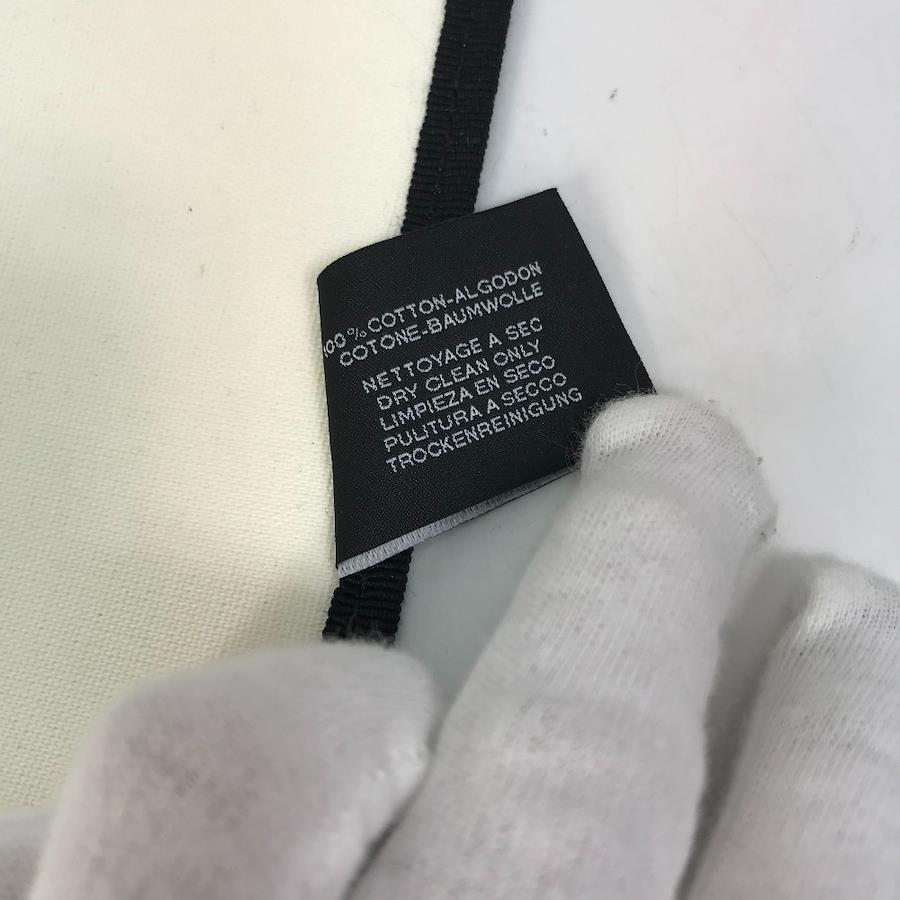 100% COTTON-ALGODON
COTONE-BAUMWOLLE
NETTOYAGE A SEC
DRY CLEAN ONLY
LIMPIEZA EN SECO
PULITURA A SECCO
TROCKENREINIGUNG